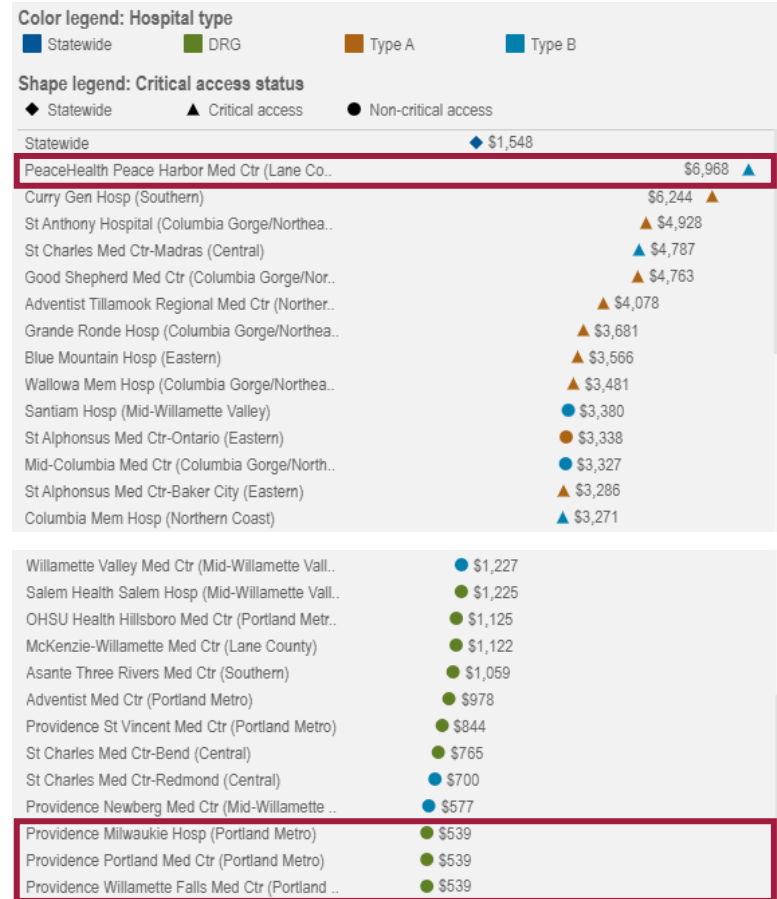 Color legend: Hospital type
Statewide DRG Type A Type B
Shape legend: Critical access status
Statewide Critical access Non-critical access
Statewide $1,548
PeaceHealth Peace Harbor Med Ctr (Lane Co.. $6,968
Curry Gen Hosp (Southern) $6,244
St Anthony Hospital (Columbia Gorge/Northea.. $4,928
St Charles Med Ctr-Madras (Central) $4,787
Good Shepherd Med Ctr (Columbia Gorge/Nor.. $4,763
Adventist Tillamook Regional Med Ctr (Norther.. $4,078
Grande Ronde Hosp (Columbia Gorge/Northea.. $3,681
Blue Mountain Hosp (Eastern) $3,566
Wallowa Mem Hosp (Columbia Gorge/Northea.. $3,481
Santiam Hosp (Mid-Willamette Valley) $3,380
St Alphonsus Med Ctr-Ontario (Eastern) $3,338
Mid-Columbia Med Ctr (Columbia Gorge/North.. $3,327
St Alphonsus Med Ctr-Baker City (Eastern) $3,286
Columbia Mem Hosp (Northern Coast) $3,271
Willamette Valley Med Ctr (Mid-Willamette Vall.. $1,227
Salem Health Salem Hosp (Mid-Willamette Vall.. $1,225
OHSU Health Hillsboro Med Ctr (Portland Metr.. $1,125
McKenzie-Willamette Med Ctr (Lane County) $1,122
Asante Three Rivers Med Ctr (Southern) $1,059
Adventist Med Ctr (Portland Metro) $978
Providence St Vincent Med Ctr (Portland Metro) $844
St Charles Med Ctr-Bend (Central) $765
St Charles Med Ctr-Redmond (Central) $700
Providence Newberg Med Ctr (Mid-Willamette .. $577
Providence Milwaukie Hosp (Portland Metro) $539
Providence Portland Med Ctr (Portland Metro) $539
Providence Willamette Falls Med Ctr (Portland .. $539